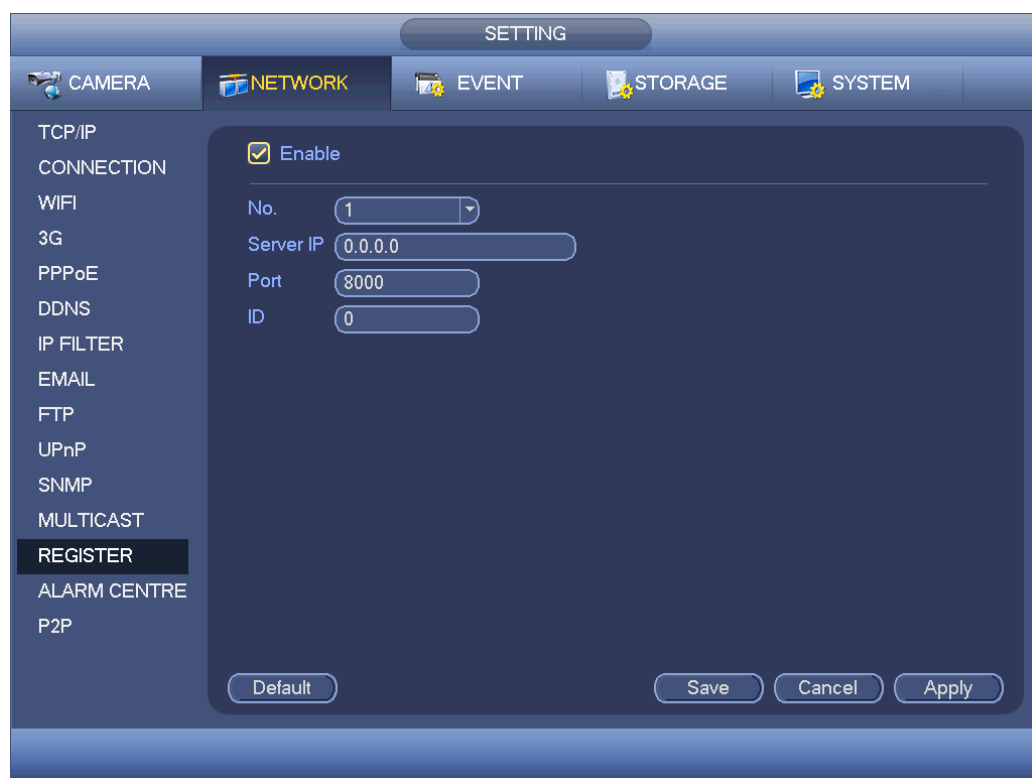 SETTING
CAMERA NETWORK EVENT STORAGE SYSTEM
TCP/IP
CONNECTION
WIFI
3G
PPPoE
DDNS
IP FILTER
EMAIL
FTP
UPnP
SNMP
MULTICAST
REGISTER
ALARM CENTRE
P2P
Enable
No. 1
Server IP 0.0.0.0
Port 8000
ID 0
Default Save Cancel Apply